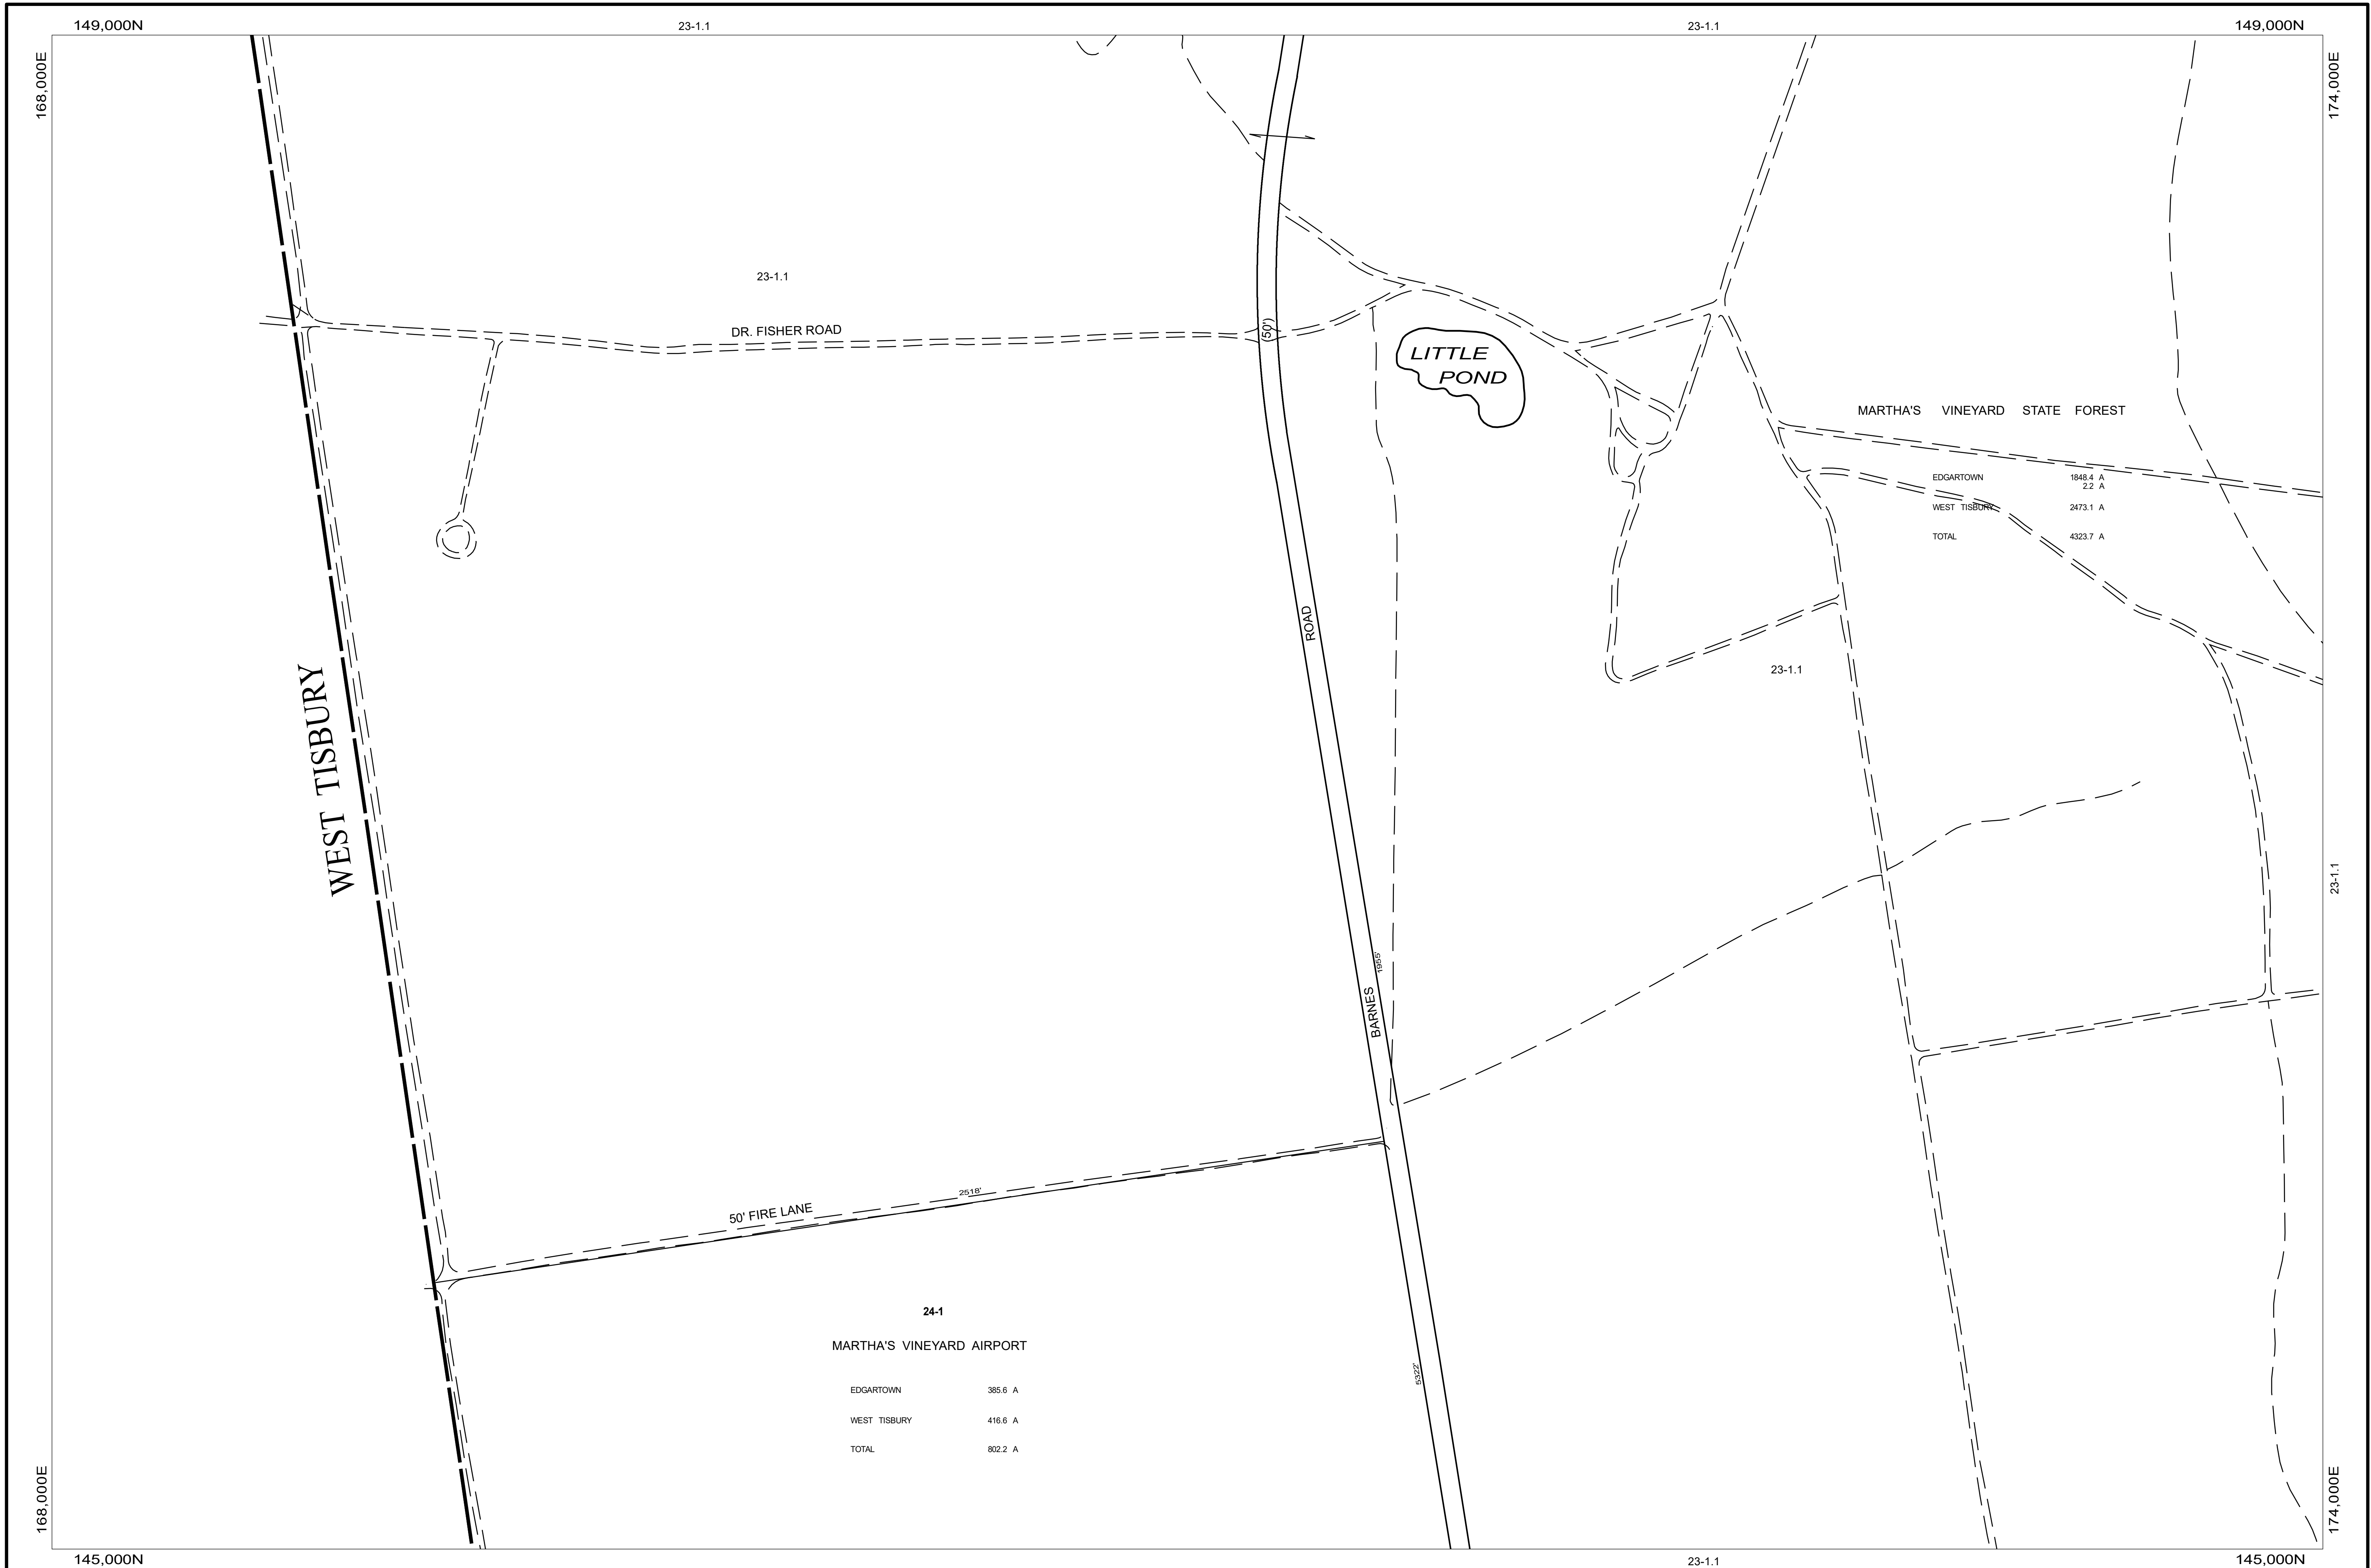 149,000N
23-1.1
23-1.1
149,000N
168,000E
174,000E
23-1.1
DR. FISHER ROAD
(50')
LITTLE
POND
MARTHA'S VINEYARD STATE FOREST
EDGARTOWN 1848.4 A
2.2 A
WEST TISBURY 2473.1 A
TOTAL 4323.7 A
ROAD
23-1.1
WEST TISBURY
23-1.1
1955'
BARNES
2518'
50' FIRE LANE
24-1
MARTHA'S VINEYARD AIRPORT
5322'
EDGARTOWN 385.6 A
WEST TISBURY 416.6 A
TOTAL 802.2 A
168,000E
174,000E
145,000N
23-1.1
145,000N